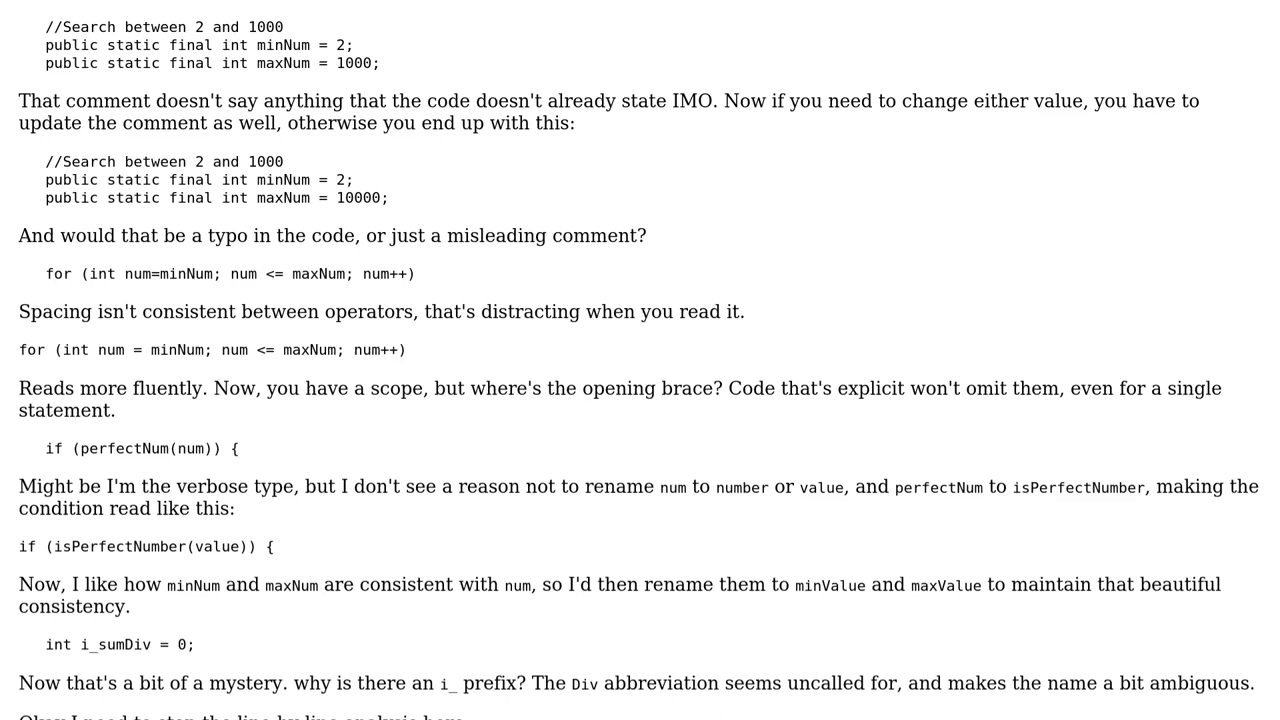 //Search between 2 and 1000
public static final int minNum = 2;
public static final int maxNum = 1000;
That comment doesn't say anything that the code doesn't already state IMO. Now if you need to change either value, you have to
update the comment as well, otherwise you end up with this:
//Search between 2 and 1000
public static final int minNum = 2;
public static final int maxNum = 10000;
And would that be a typo in the code, or just a misleading comment?
for (int num=minNum; num <= maxNum; num++)
Spacing isn't consistent between operators, that's distracting when you read it.
for (int num = minNum; num <= maxNum; num++)
Reads more fluently. Now, you have a scope, but where's the opening brace? Code that's explicit won't omit them, even for a single
statement.
if (perfectNum(num)) {
Might be I'm the verbose type, but I don't see a reason not to rename num to number or value, and perfectNum to isPerfectNumber, making the
condition read like this:
if (isPerfectNumber(value)) {
Now, I like how minNum and maxNum are consistent with num, so I'd then rename them to minValue and maxValue to maintain that beautiful
consistency.
int i_sumDiv = 0;
Now that's a bit of a mystery. why is there an i_ prefix? The Div abbreviation seems uncalled for, and makes the name a bit ambiguous.